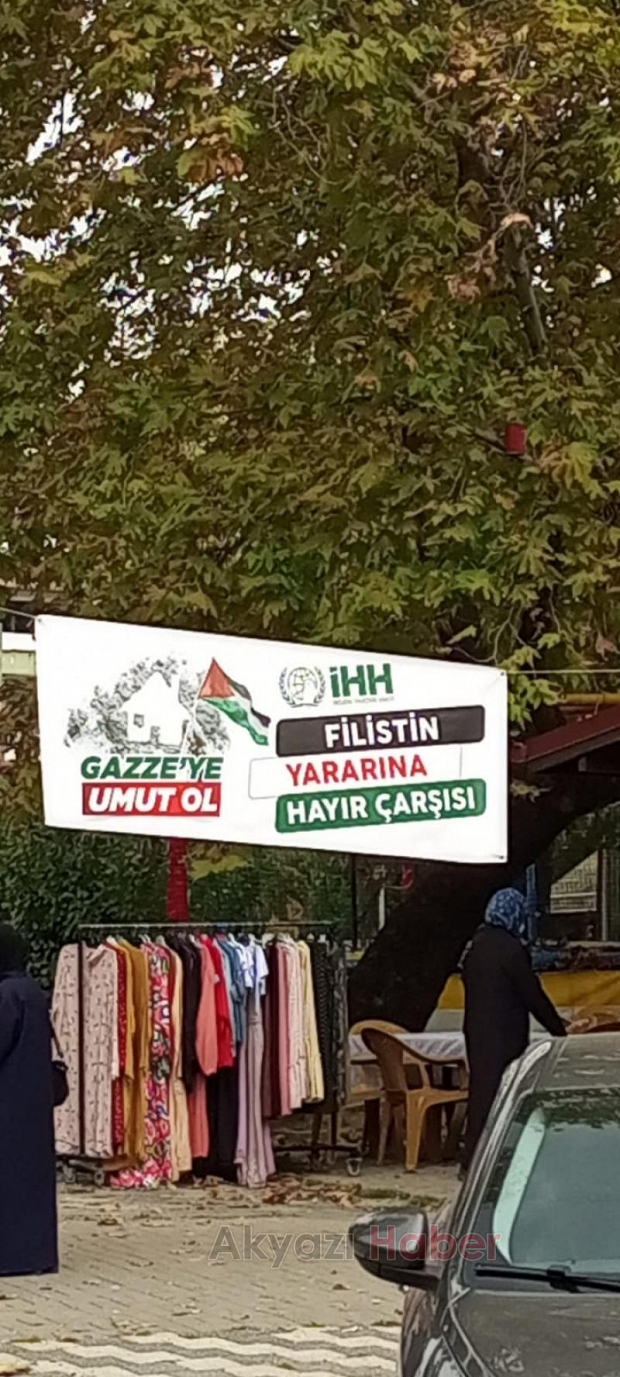 GAZZE'YE
UMUT OL
İHH
FİLİSTİN
YARARINA
HAYIR ÇARŞISI
Akyazı Haber